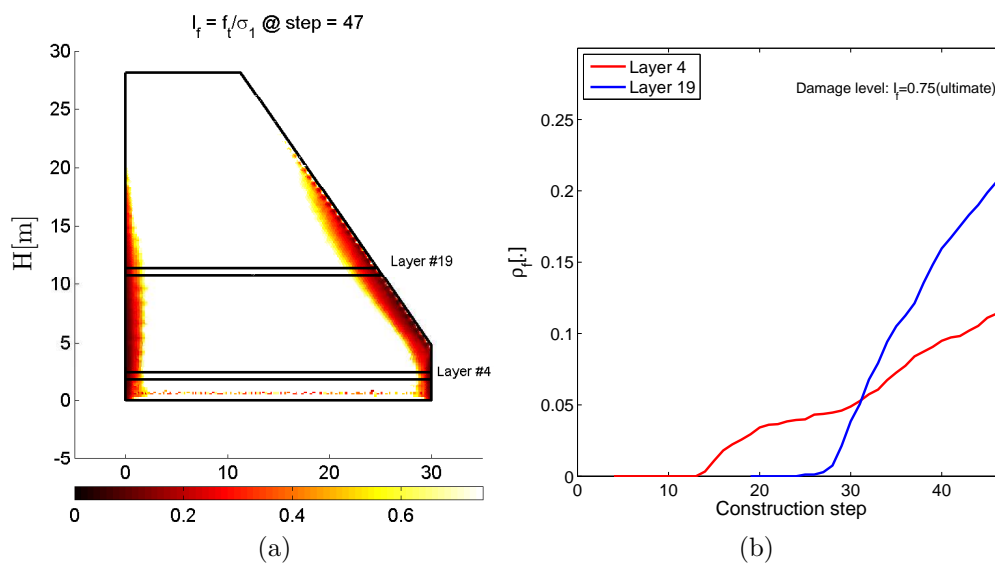 I_f = f_t/σ_1 @ step = 47
30
25
20
15
10
5
0
-5
H[m]
Layer #19
Layer #4
0 10 20 30
0 0.2 0.4 0.6
(a)
Layer 4
Layer 19
Damage level: I_f=0.75(ultimate)
0.25
0.2
0.15
0.1
0.05
0
ρ_f[.]
0 10 20 30 40
Construction step
(b)